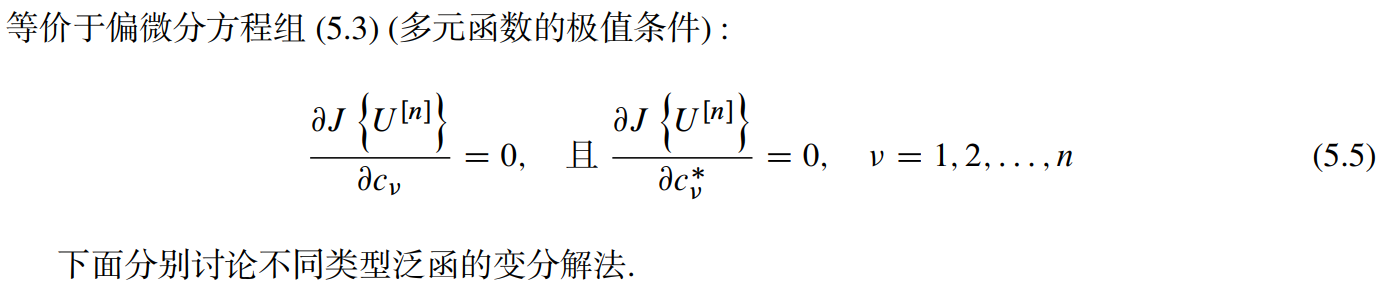 等价于偏微分方程组 (5.3) (多元函数的极值条件) :
\frac{\partial J \left\{ U^{[n]} \right\}}{\partial c_\nu} = 0, 且 \frac{\partial J \left\{ U^{[n]} \right\}}{\partial c_\nu^*} = 0, \nu = 1, 2, \ldots, n (5.5)
下面分别讨论不同类型泛函的变分解法.